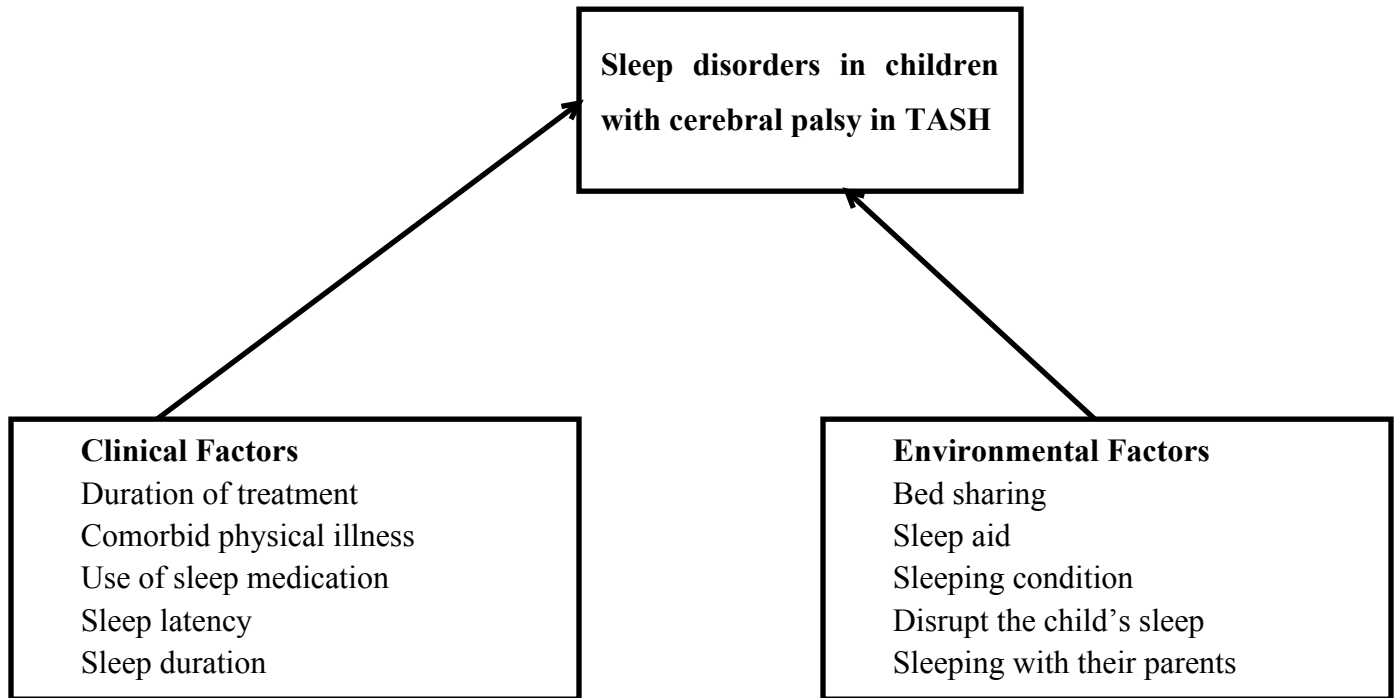 Sleep disorders in children
with cerebral palsy in TASH
Clinical Factors
Duration of treatment
Comorbid physical illness
Use of sleep medication
Sleep latency
Sleep duration
Environmental Factors
Bed sharing
Sleep aid
Sleeping condition
Disrupt the child’s sleep
Sleeping with their parents